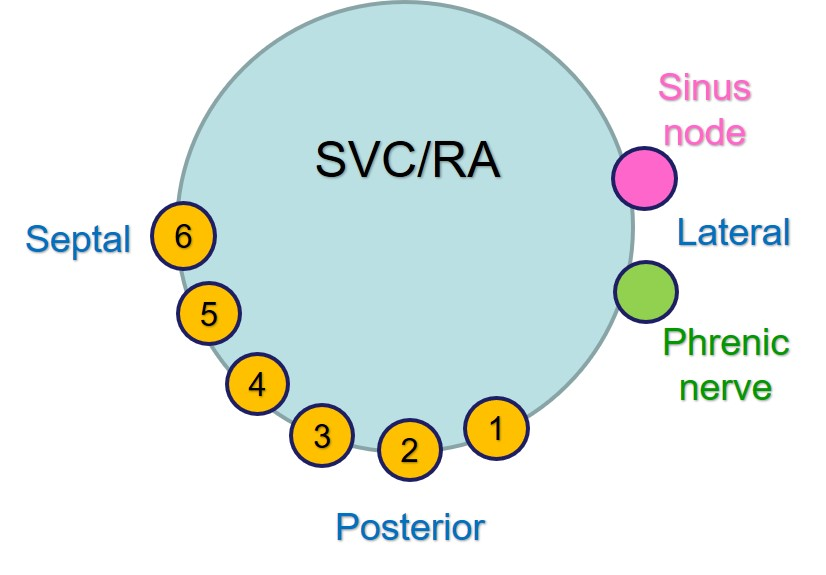 Sinus
node
SVC/RA
Lateral
Septal
6
5
Phrenic
nerve
4
3
2
1
Posterior